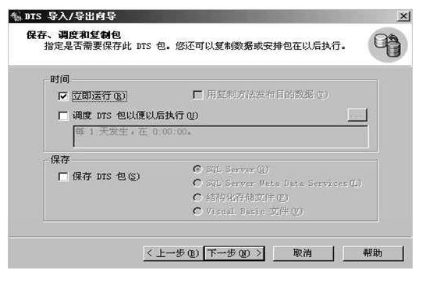 DTS 导入/导出向导
保存、调度和复制包
指定是否需要保存此 DTS 包。您还可以复制数据或安排包在以后执行。
时间
立即运行(R)
用复制方法发布目的数据(T)
调度 DTS 包以便以后执行(U)
...
每 1 天发生，在 0:00:00。
保存
保存 DTS 包(S)
SQL Server(Q)
SQL Server Meta Data Services(L)
结构化存储文件(F)
Visual Basic 文件(V)
< 上一步(B)
下一步(N) >
取消
帮助